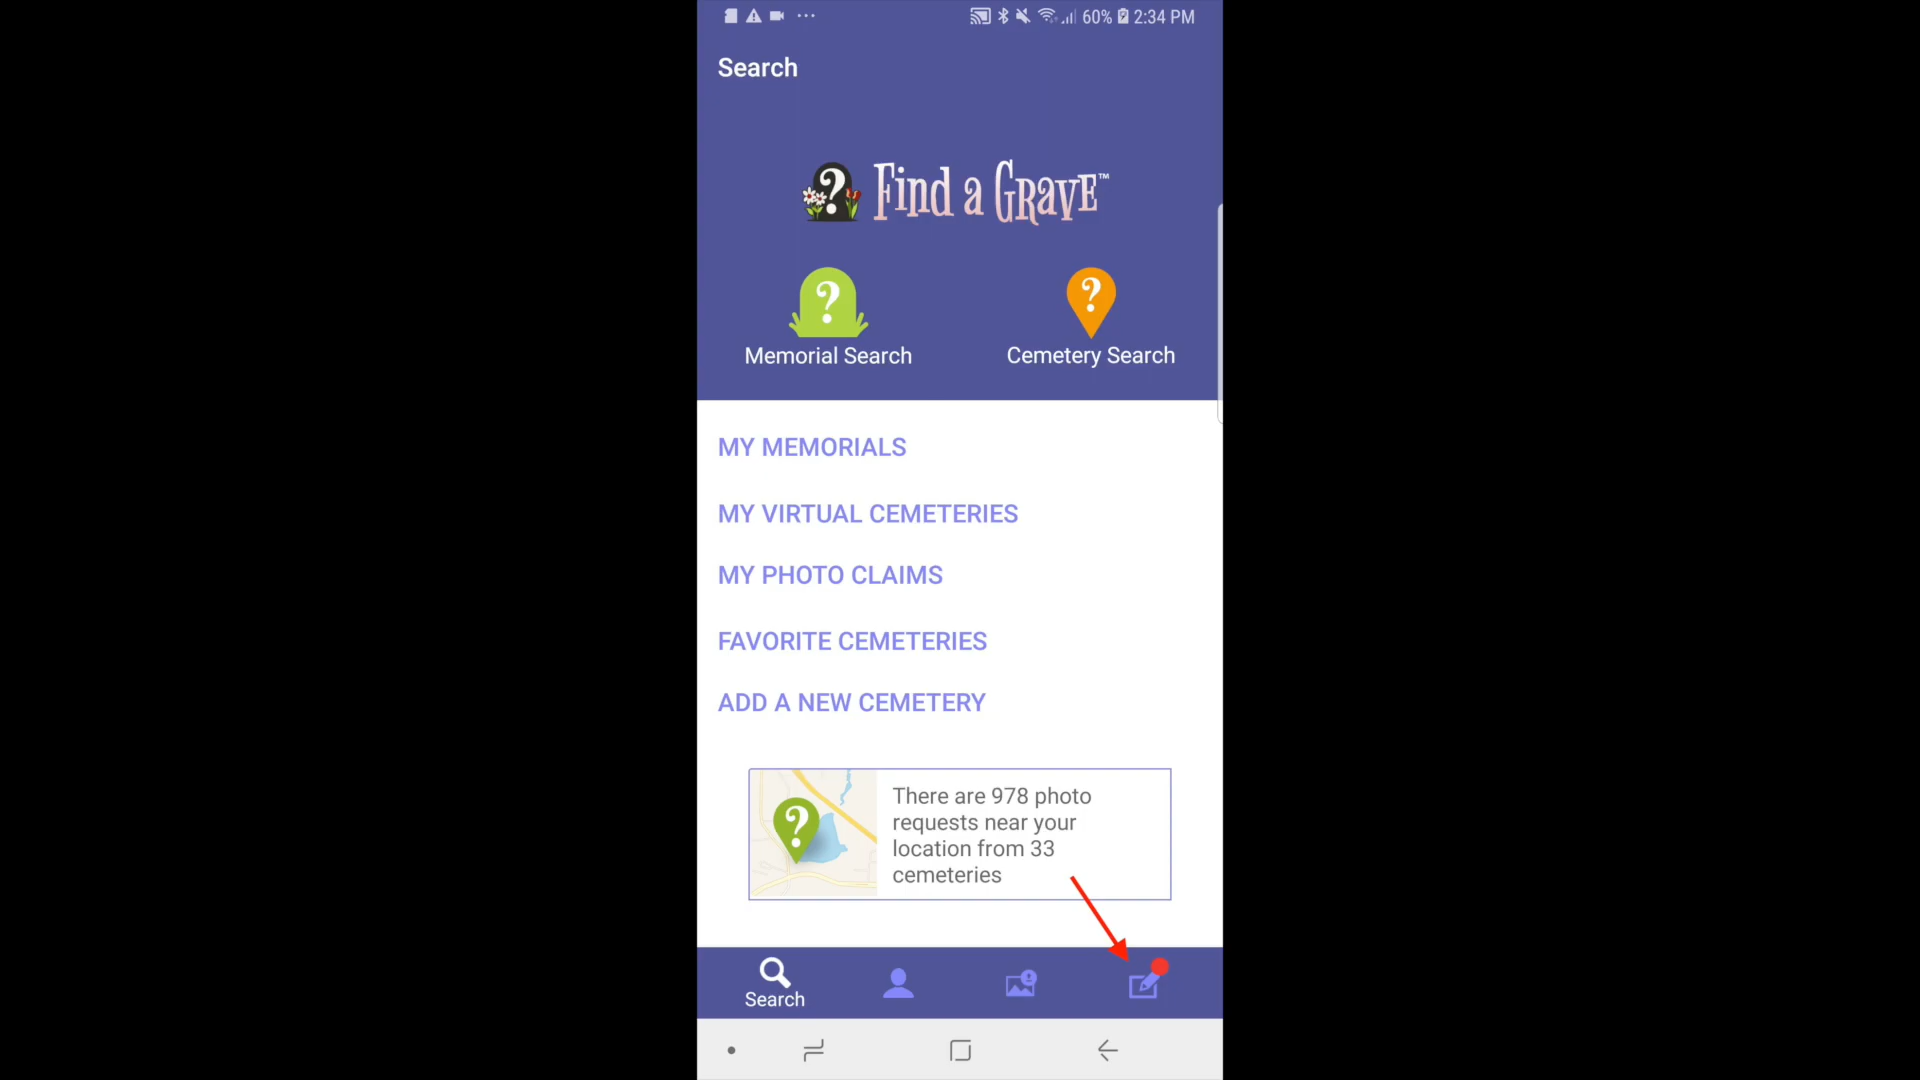 60% 2:34 PM
Search
? Find a Grave™
? ?
Memorial Search Cemetery Search
MY MEMORIALS
MY VIRTUAL CEMETERIES
MY PHOTO CLAIMS
FAVORITE CEMETERIES
ADD A NEW CEMETERY
?
There are 978 photo
requests near your
location from 33
cemeteries
Search